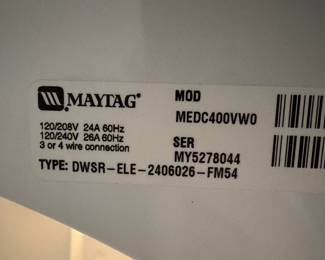 MAYTAG®
MOD
MEDC400VW0
120/208V 24A 60Hz
120/240V 26A 60Hz
3 or 4 wire connection
SER
MY5278044
TYPE: DWSR-ELE-2406026-FM54